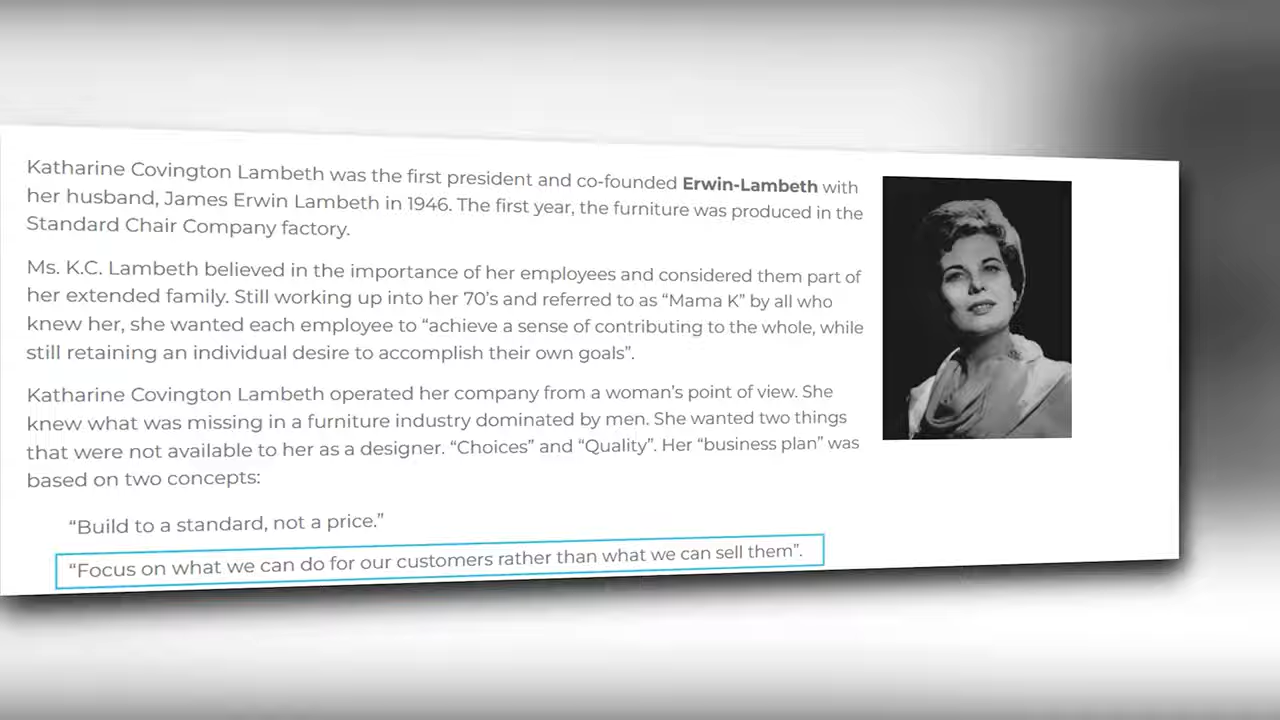 Katharine Covington Lambeth was the first president and co-founded Erwin-Lambeth with
her husband, James Erwin Lambeth in 1946. The first year, the furniture was produced in the
Standard Chair Company factory.
Ms. K.C. Lambeth believed in the importance of her employees and considered them part of
her extended family. Still working up into her 70’s and referred to as “Mama K” by all who
knew her, she wanted each employee to “achieve a sense of contributing to the whole, while
still retaining an individual desire to accomplish their own goals”.
Katharine Covington Lambeth operated her company from a woman’s point of view. She
knew what was missing in a furniture industry dominated by men. She wanted two things
that were not available to her as a designer. “Choices” and “Quality”. Her “business plan” was
based on two concepts:
“Build to a standard, not a price.”
“Focus on what we can do for our customers rather than what we can sell them”.